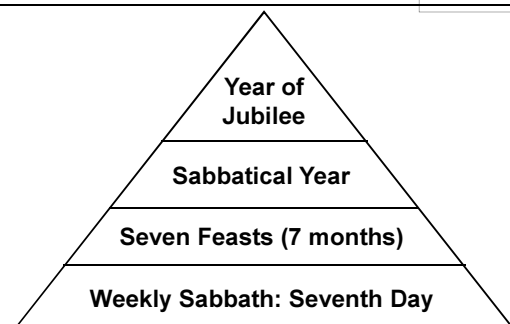 Year of
Jubilee
Sabbatical Year
Seven Feasts (7 months)
Weekly Sabbath: Seventh Day